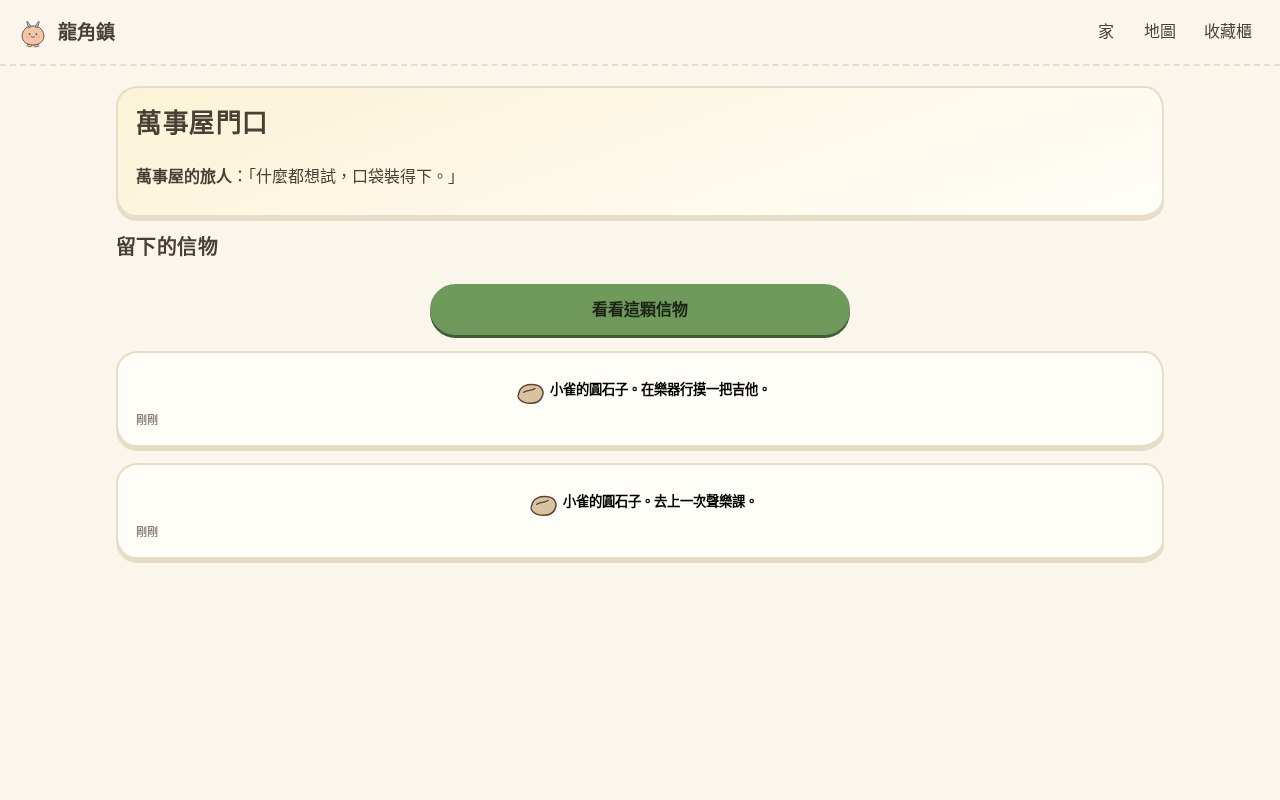 龍角鎮
家 地圖 收藏櫃
萬事屋門口
萬事屋的旅人：「什麼都想試，口袋裝得下。」
留下的信物
看看這顆信物
小雀的圓石子。在樂器行摸一把吉他。
剛剛
小雀的圓石子。去上一次聲樂課。
剛剛